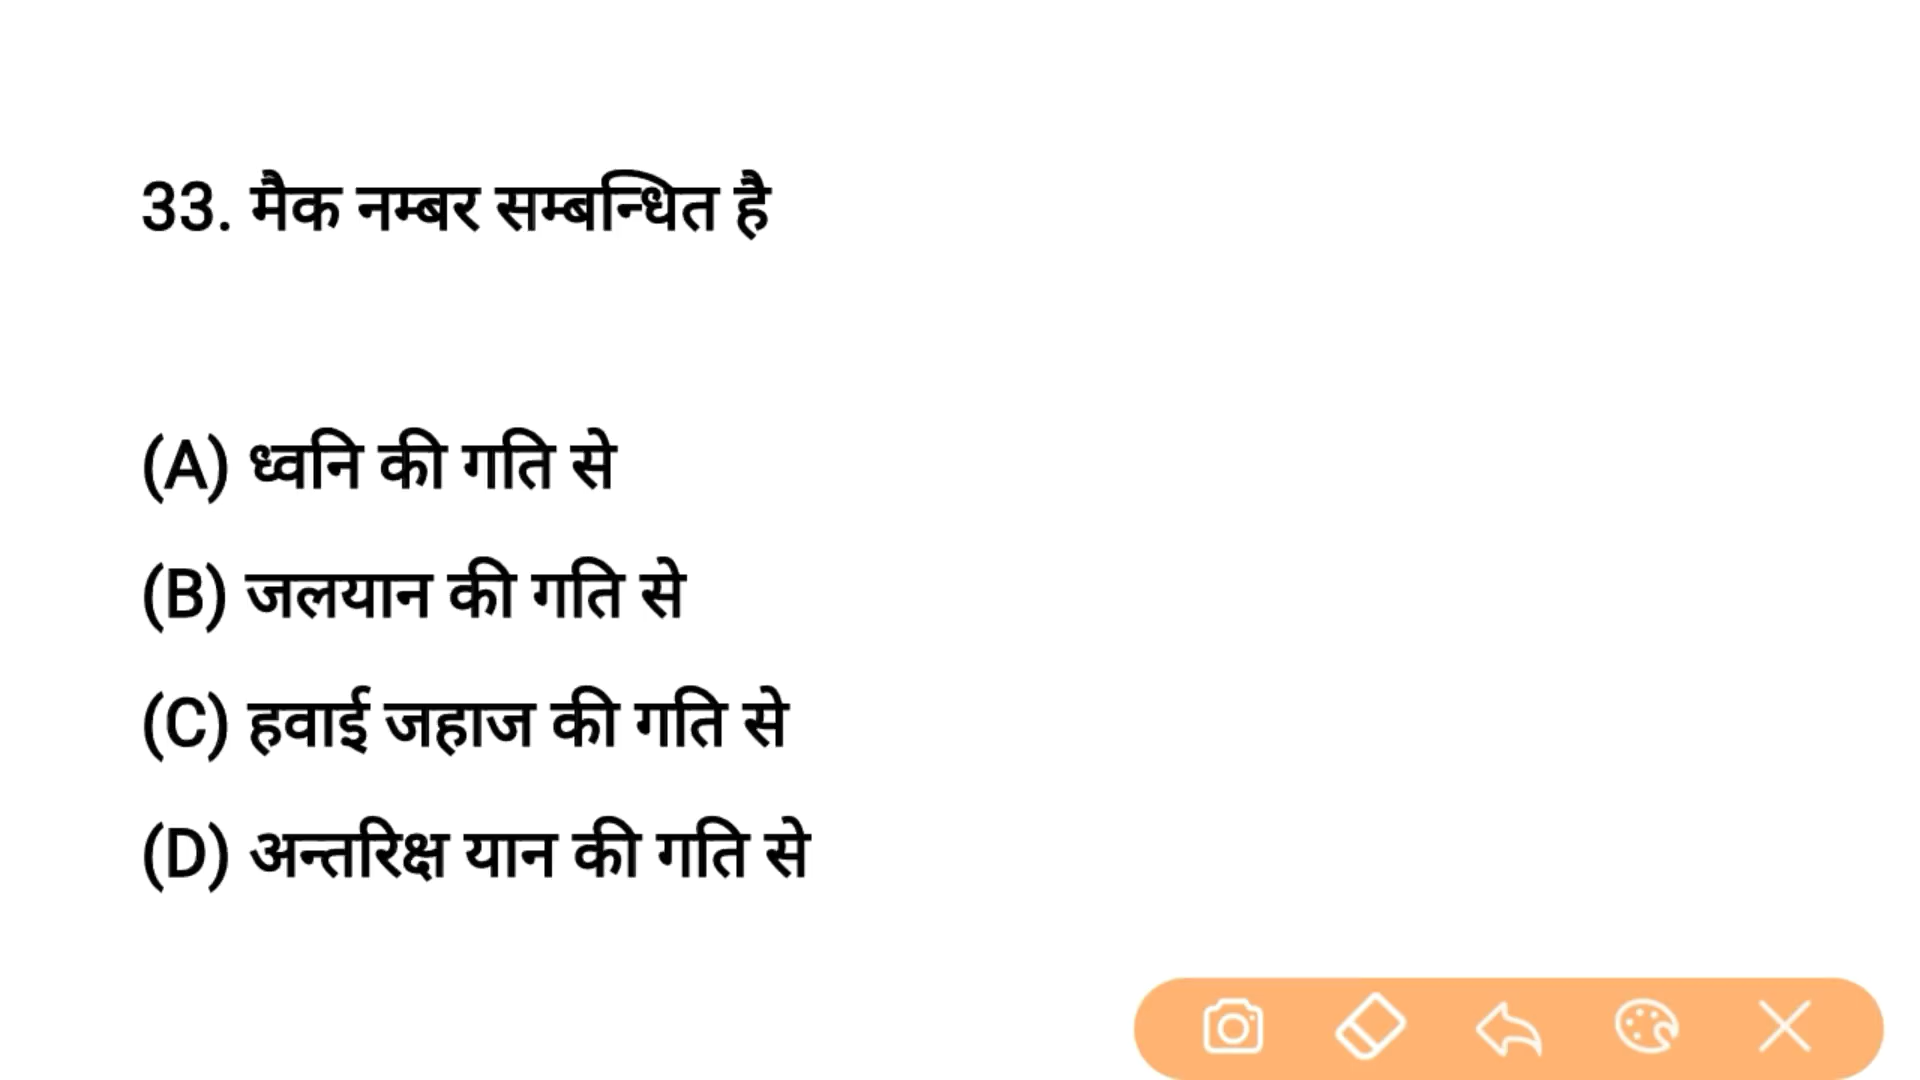 33. मैक नम्बर सम्बन्धित है
(A) ध्वनि की गति से
(B) जलयान की गति से
(C) हवाई जहाज की गति से
(D) अन्तरिक्ष यान की गति से